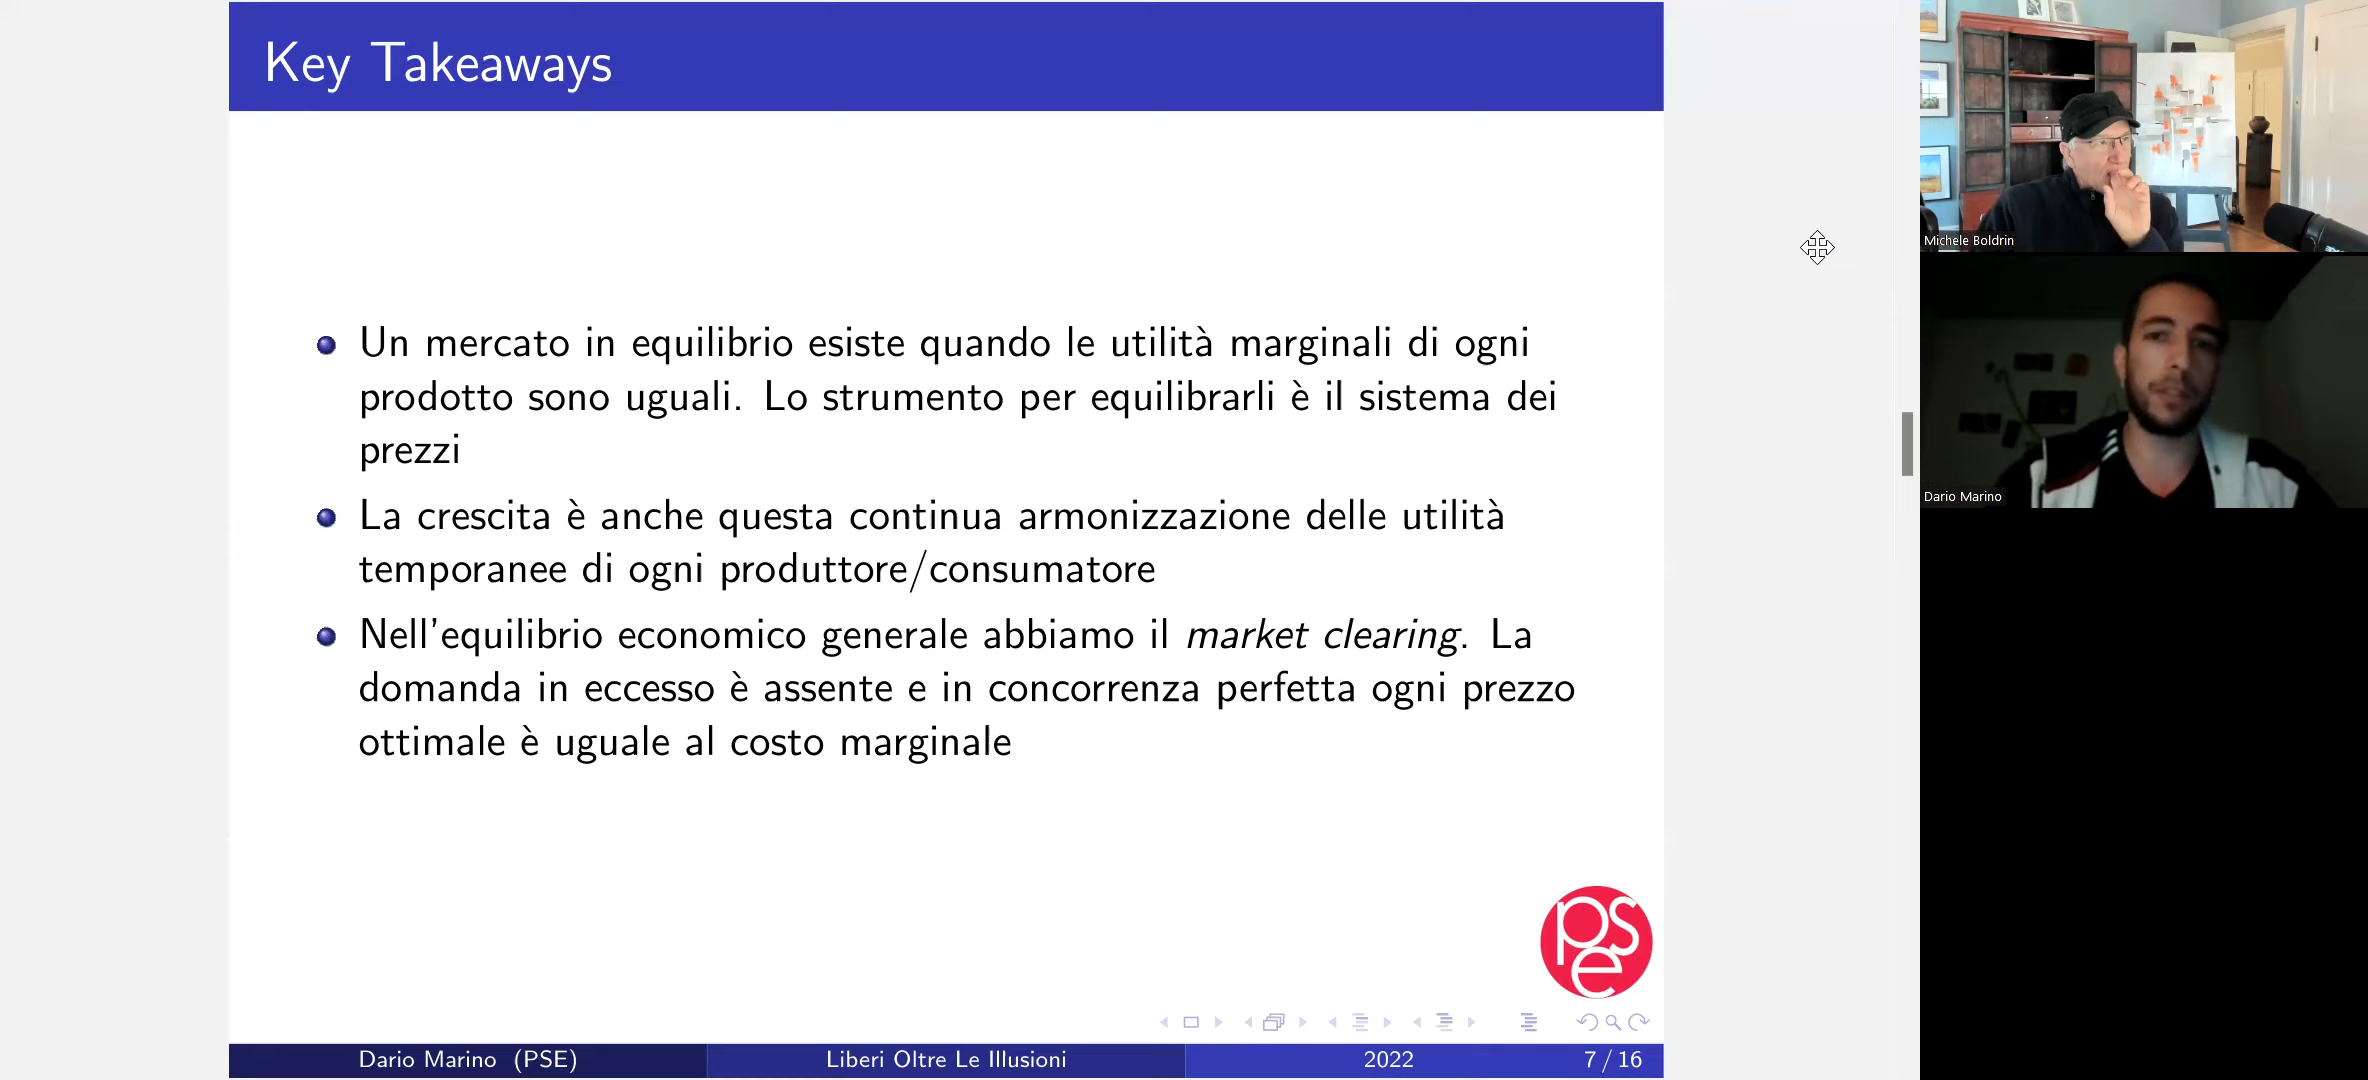 Key Takeaways
Un mercato in equilibrio esiste quando le utilità marginali di ogni
prodotto sono uguali. Lo strumento per equilibrarli è il sistema dei
prezzi
La crescita è anche questa continua armonizzazione delle utilità
temporanee di ogni produttore/consumatore
Nell'equilibrio economico generale abbiamo il market clearing. La
domanda in eccesso è assente e in concorrenza perfetta ogni prezzo
ottimale è uguale al costo marginale
pse
Dario Marino (PSE) Liberi Oltre Le Illusioni 2022 7 / 16
Michele Boldrin
Dario Marino